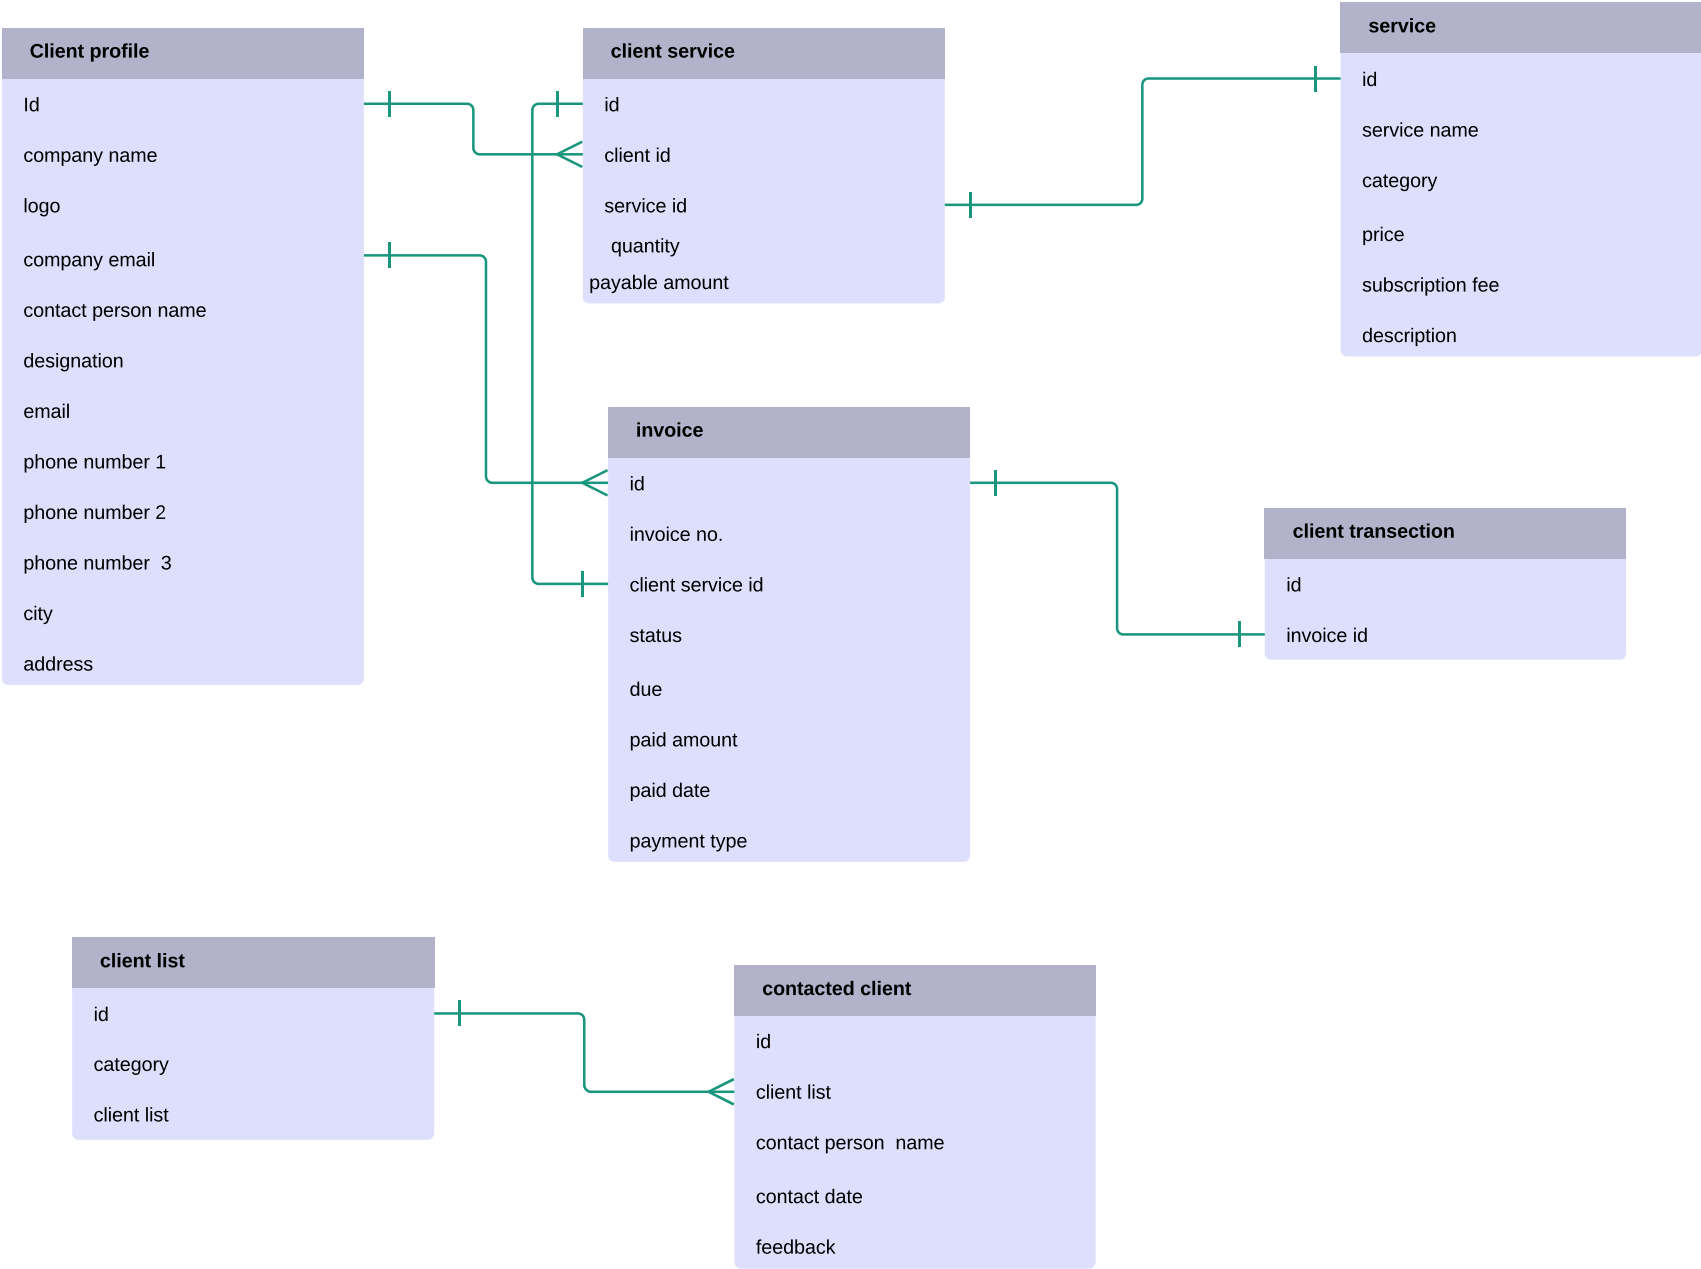 Client profile
Id
company name
logo
company email
contact person name
designation
email
phone number 1
phone number 2
phone number  3
city
address
client service
id
client id
service id
quantity
payable amount
service
id
service name
category
price
subscription fee
description
invoice
id
invoice no.
client service id
status
due
paid amount
paid date
payment type
client transection
id
invoice id
client list
id
category
client list
contacted client
id
client list
contact person  name
contact date
feedback